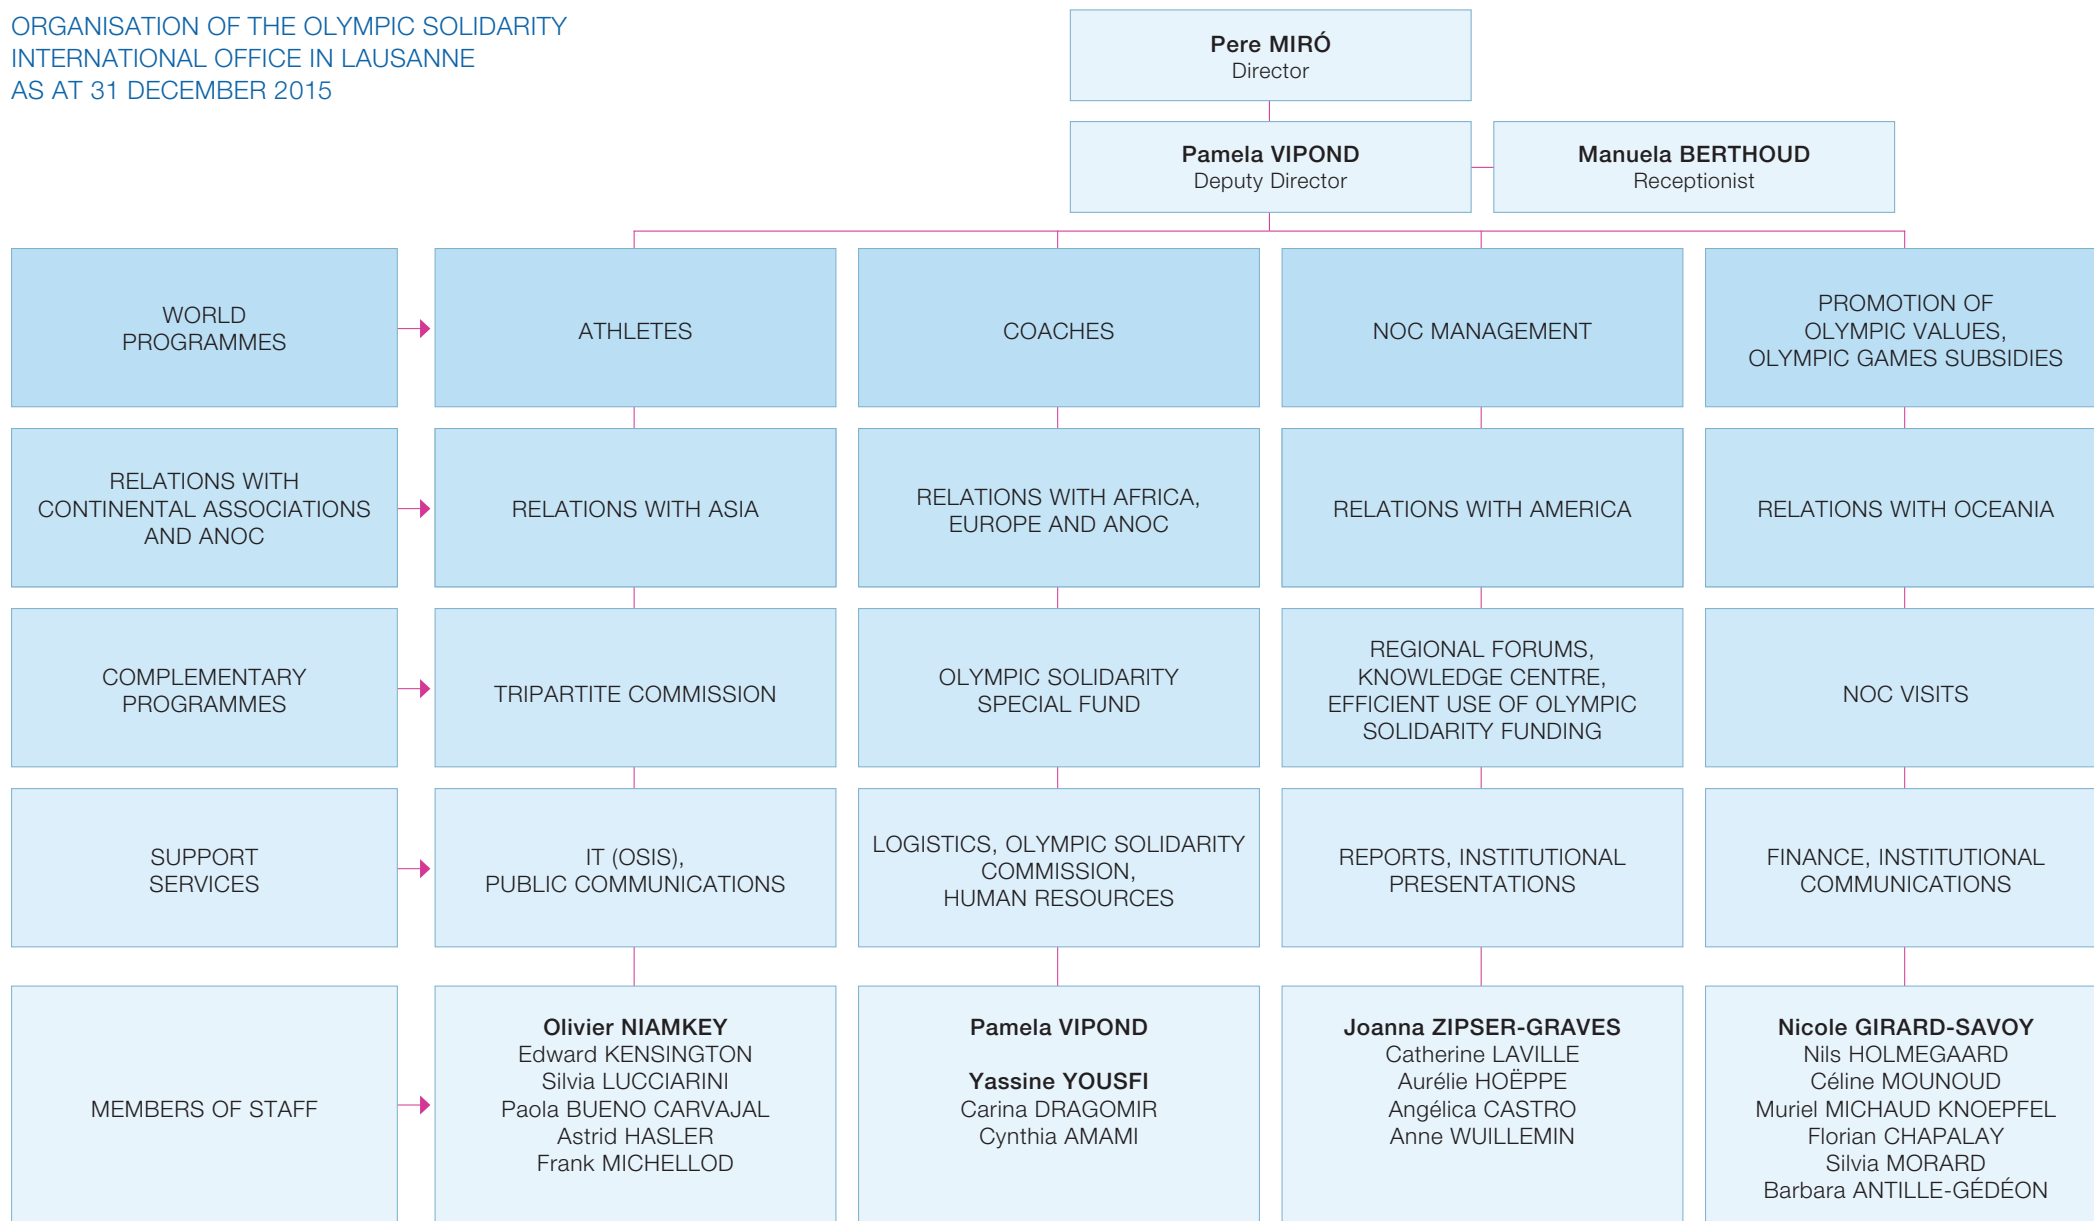 ORGANISATION OF THE OLYMPIC SOLIDARITY
INTERNATIONAL OFFICE IN LAUSANNE
AS AT 31 DECEMBER 2015
Pere MIRÓ
Director
Pamela VIPOND
Deputy Director
Manuela BERTHOUD
Receptionist
WORLD
PROGRAMMES
ATHLETES
COACHES
NOC MANAGEMENT
PROMOTION OF
OLYMPIC VALUES,
OLYMPIC GAMES SUBSIDIES
RELATIONS WITH
CONTINENTAL ASSOCIATIONS
AND ANOC
RELATIONS WITH ASIA
RELATIONS WITH AFRICA,
EUROPE AND ANOC
RELATIONS WITH AMERICA
RELATIONS WITH OCEANIA
COMPLEMENTARY
PROGRAMMES
TRIPARTITE COMMISSION
OLYMPIC SOLIDARITY
SPECIAL FUND
REGIONAL FORUMS,
KNOWLEDGE CENTRE,
EFFICIENT USE OF OLYMPIC
SOLIDARITY FUNDING
NOC VISITS
SUPPORT
SERVICES
IT (OSIS),
PUBLIC COMMUNICATIONS
LOGISTICS, OLYMPIC SOLIDARITY
COMMISSION,
HUMAN RESOURCES
REPORTS, INSTITUTIONAL
PRESENTATIONS
FINANCE, INSTITUTIONAL
COMMUNICATIONS
MEMBERS OF STAFF
Olivier NIAMKEY
Edward KENSINGTON
Silvia LUCCIARINI
Paola BUENO CARVAJAL
Astrid HASLER
Frank MICHELLOD
Pamela VIPOND
Yassine YOUSFI
Carina DRAGOMIR
Cynthia AMAMI
Joanna ZIPSER-GRAVES
Catherine LAVILLE
Aurélie HOËPPE
Angélica CASTRO
Anne WUILLEMIN
Nicole GIRARD-SAVOY
Nils HOLMEGAARD
Céline MOUNOUD
Muriel MICHAUD KNOEPFEL
Florian CHAPALAY
Silvia MORARD
Barbara ANTILLE-GÉDÉON